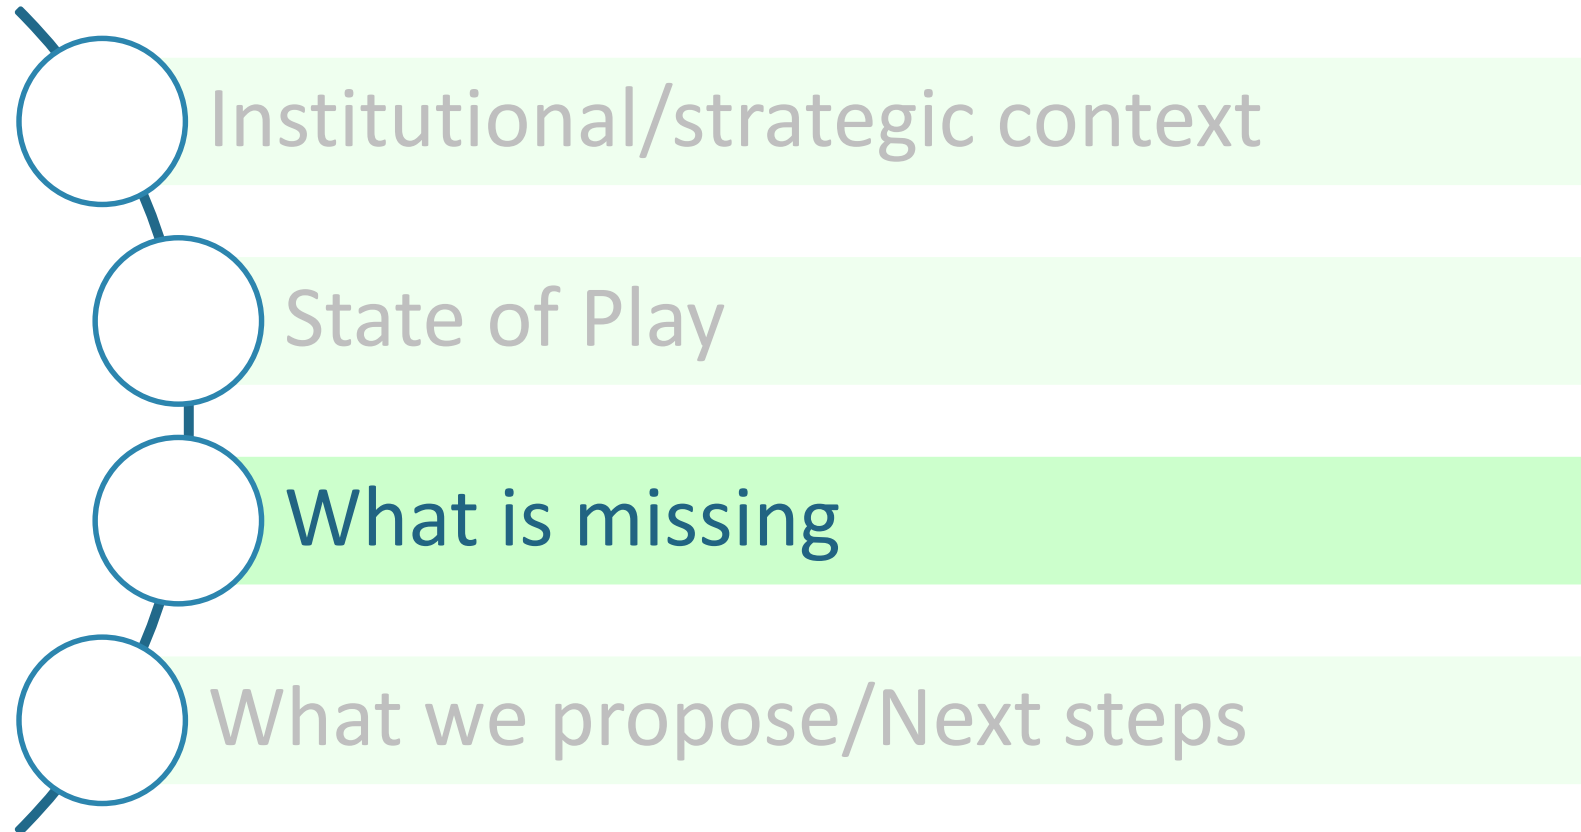 Institutional/strategic context
State of Play
What is missing
What we propose/Next steps